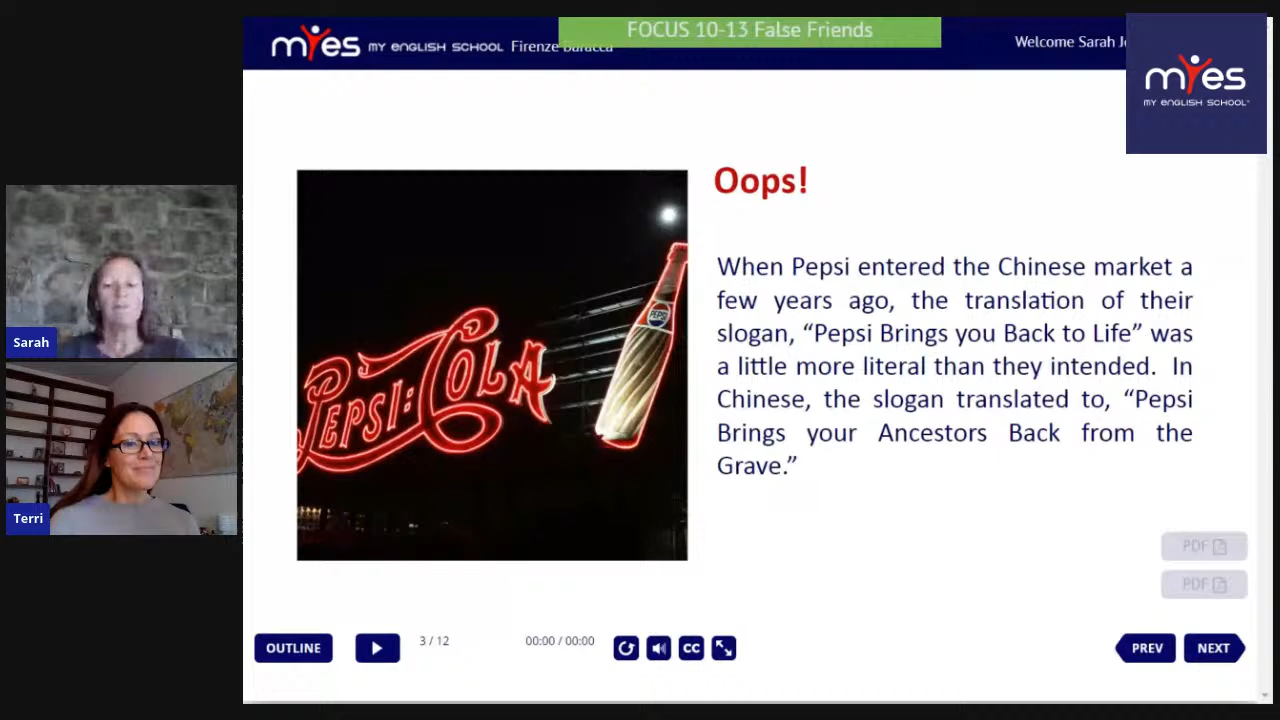 FOCUS 10-13 False Friends
myes MY ENGLISH SCHOOL Firenze Baracca
Welcome Sarah
myes
MY ENGLISH SCHOOL
Oops!
When Pepsi entered the Chinese market a
few years ago, the translation of their
slogan, “Pepsi Brings you Back to Life” was
a little more literal than they intended. In
Chinese, the slogan translated to, “Pepsi
Brings your Ancestors Back from the
Grave.”
PEPSI:COLA
PEPSI
Sarah
Terri
PDF
PDF
OUTLINE
3 / 12
00:00 / 00:00
CC
PREV
NEXT